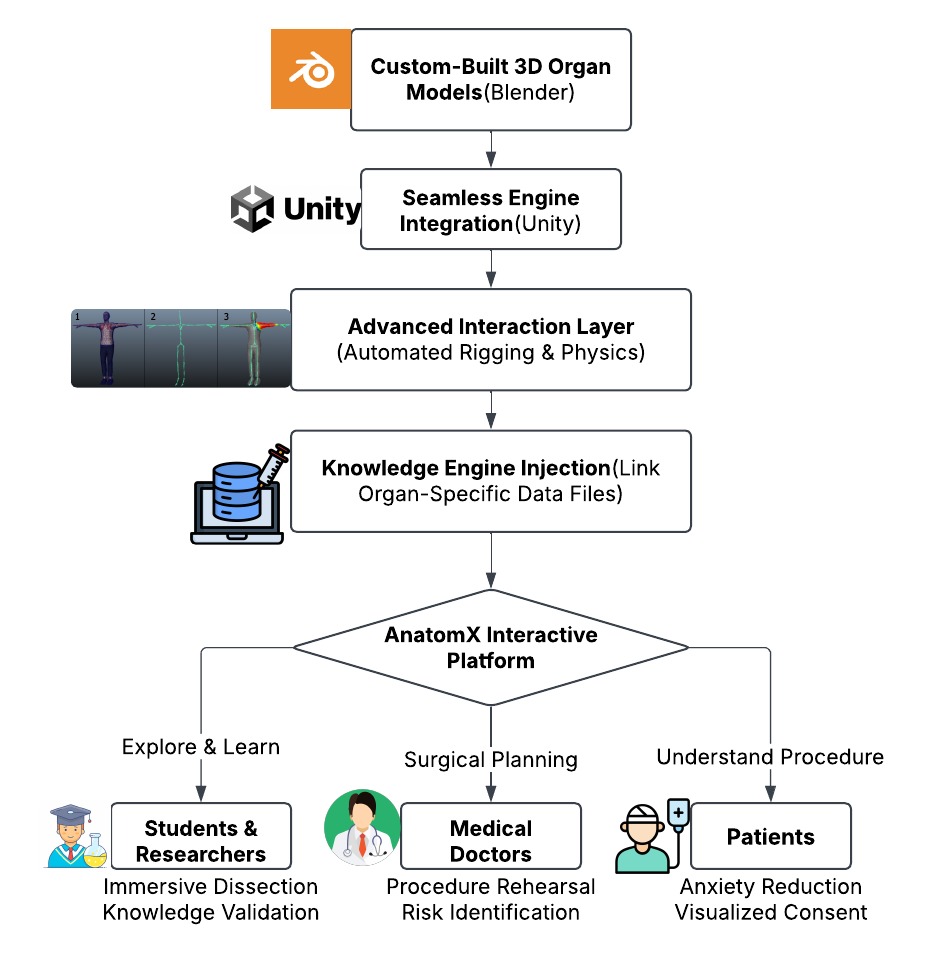 Custom-Built 3D Organ
Models(Blender)
Unity
Seamless Engine
Integration(Unity)
1
2
3
Advanced Interaction Layer
(Automated Rigging & Physics)
Knowledge Engine Injection(Link
Organ-Specific Data Files)
AnatomX Interactive
Platform
Explore & Learn
Surgical Planning
Understand Procedure
Students &
Researchers
Medical
Doctors
Patients
Immersive Dissection
Knowledge Validation
Procedure Rehearsal
Risk Identification
Anxiety Reduction
Visualized Consent